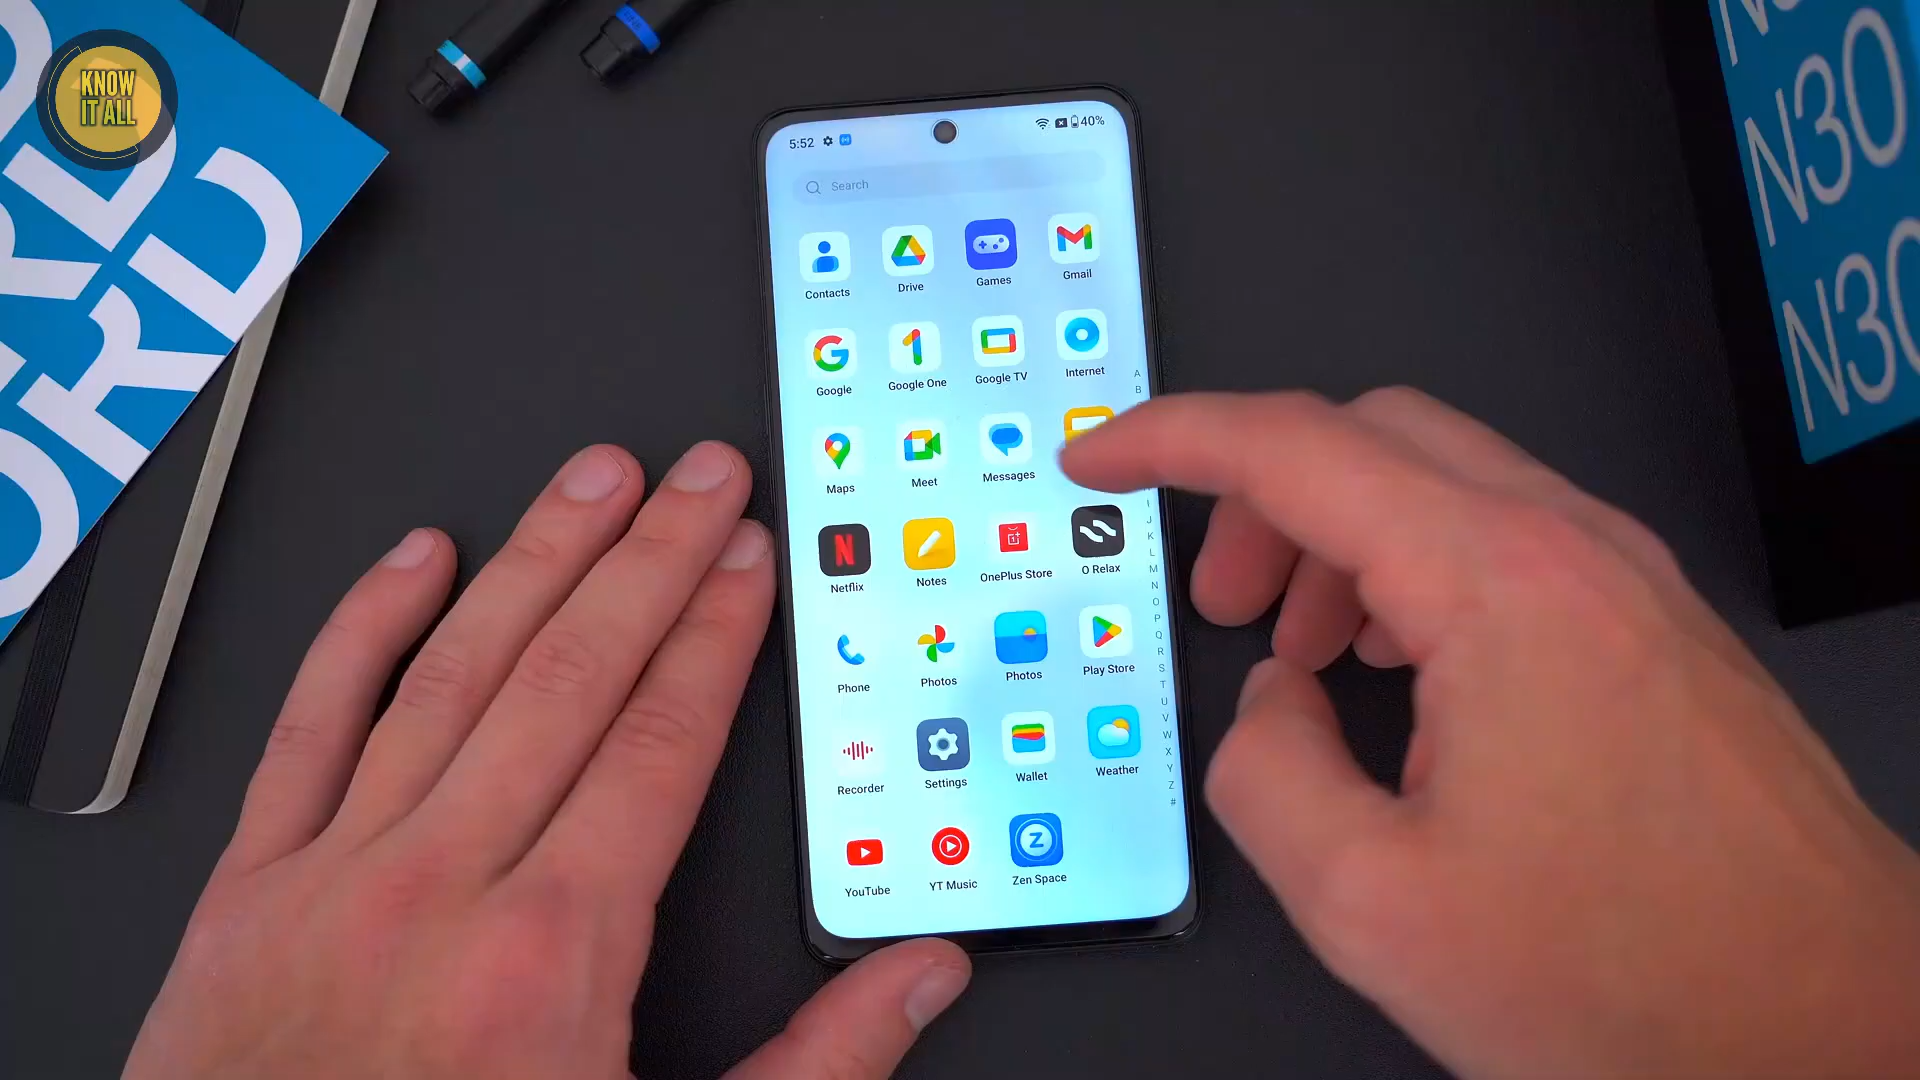 KNOW
IT ALL
N30
N30
5:52
40%
Search
Contacts
Drive
Games
Gmail
Google
Google One
Google TV
Internet
Maps
Meet
Messages
Netflix
Notes
OnePlus Store
O Relax
Phone
Photos
Photos
Play Store
Recorder
Settings
Wallet
Weather
YouTube
YT Music
Zen Space
A
B
I
J
K
L
M
N
O
P
Q
R
S
T
U
V
W
X
Y
Z
#